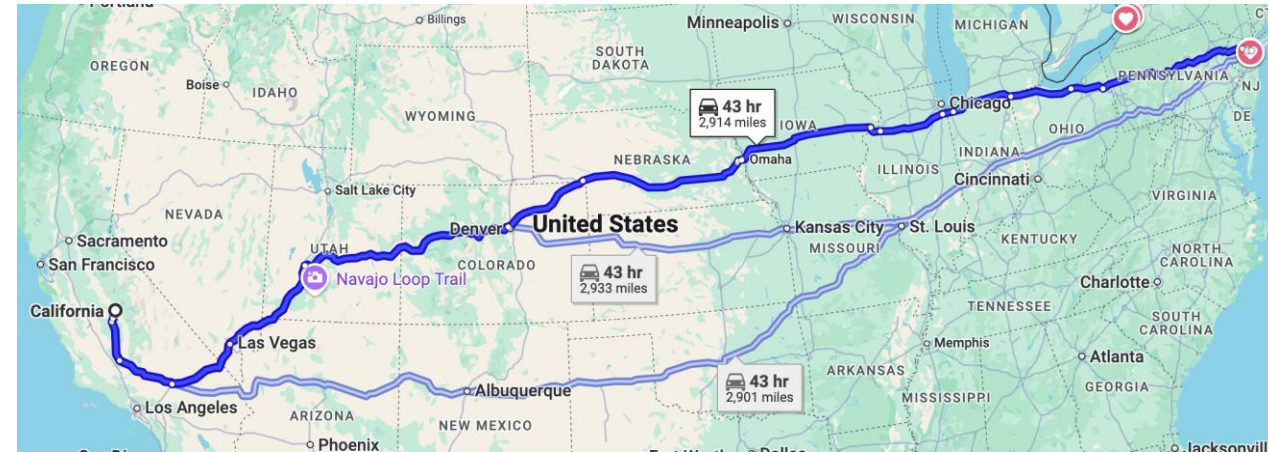 Portland
Billings
Minneapolis
WISCONSIN
MICHIGAN
CT
OREGON
SOUTH
DAKOTA
Boise
IDAHO
PENNSYLVANIA
NJ
WYOMING
43 hr
2,914 miles
IOWA
Chicago
OHIO
DE
NEBRASKA
Omaha
INDIANA
ILLINOIS
Cincinnati
Salt Lake City
VIRGINIA
NEVADA
Denver
United States
Kansas City
St. Louis
Sacramento
UTAH
MISSOURI
KENTUCKY
NORTH
CAROLINA
San Francisco
COLORADO
Navajo Loop Trail
43 hr
2,933 miles
Charlotte
California
TENNESSEE
SOUTH
CAROLINA
Las Vegas
Memphis
Atlanta
ARKANSAS
43 hr
2,901 miles
Albuquerque
GEORGIA
MISSISSIPPI
Los Angeles
ARIZONA
NEW MEXICO
Phoenix
Dallas
Jacksonvill